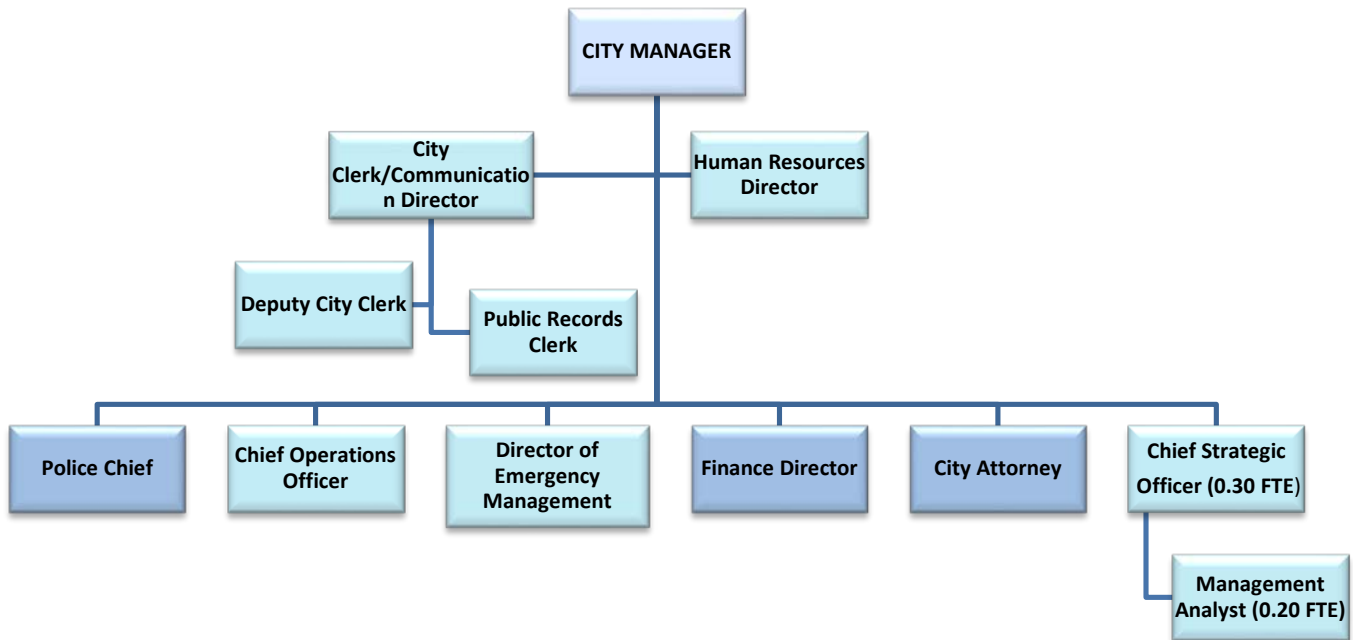 CITY MANAGER
City
Clerk/Communicatio
n Director
Human Resources
Director
Deputy City Clerk
Public Records
Clerk
Police Chief
Chief Operations
Officer
Director of
Emergency
Management
Finance Director
City Attorney
Chief Strategic
Officer (0.30 FTE)
Management
Analyst (0.20 FTE)